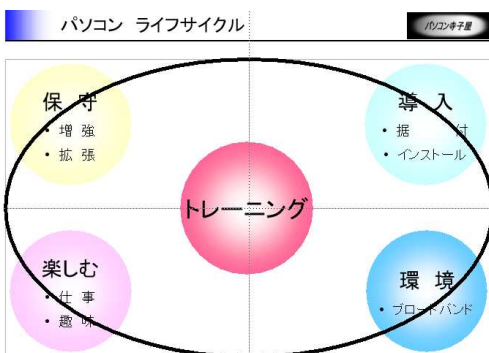 パソコン ライフサイクル
パソコン寺子屋
保 守
• 増 強
• 拡 張
導 入
• 据 付
• インストール
トレーニング
楽しむ
• 仕 事
• 趣 味
環 境
• ブロードバンド